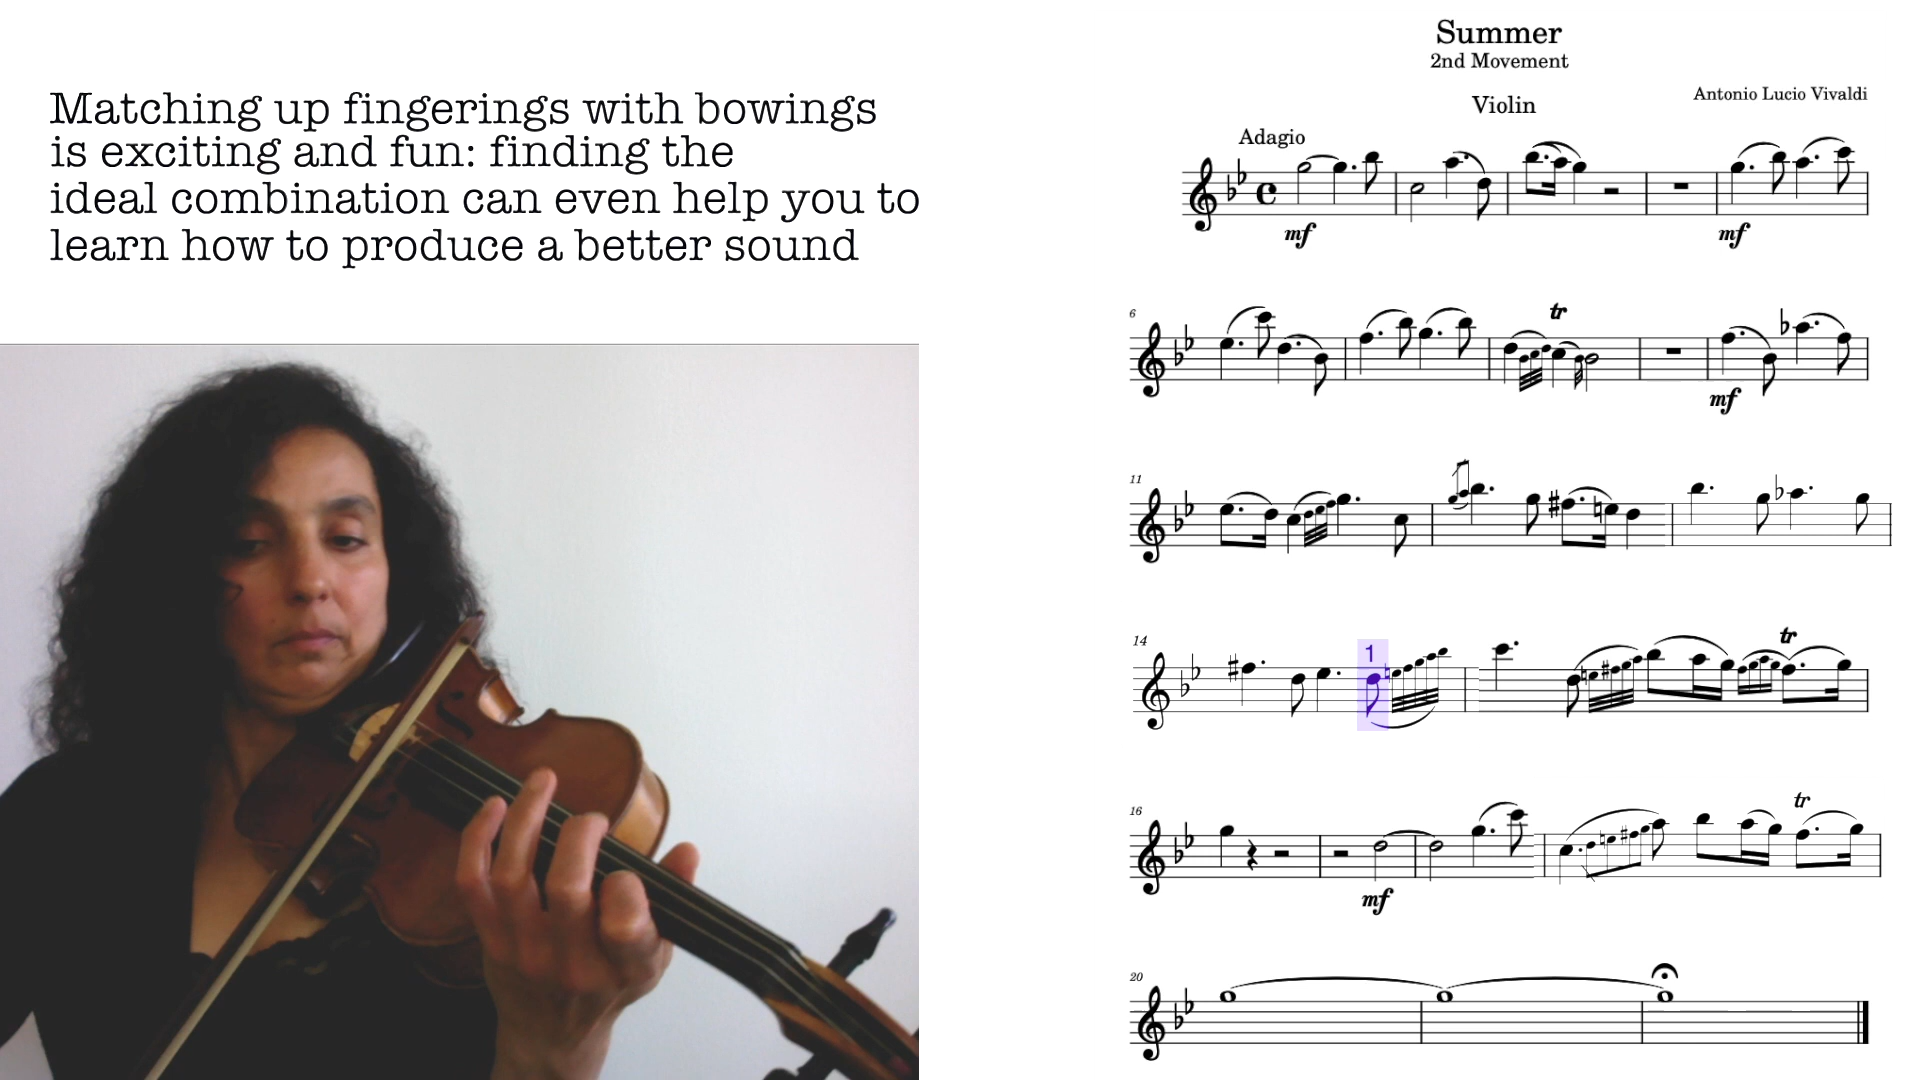 Matching up fingerings with bowings
is exciting and fun: finding the
ideal combination can even help you to
learn how to produce a better sound
Summer
2nd Movement
Antonio Lucio Vivaldi
Violin
Adagio
mf
mf
6
tr
mf
11
14
1
tr
16
tr
mf
20